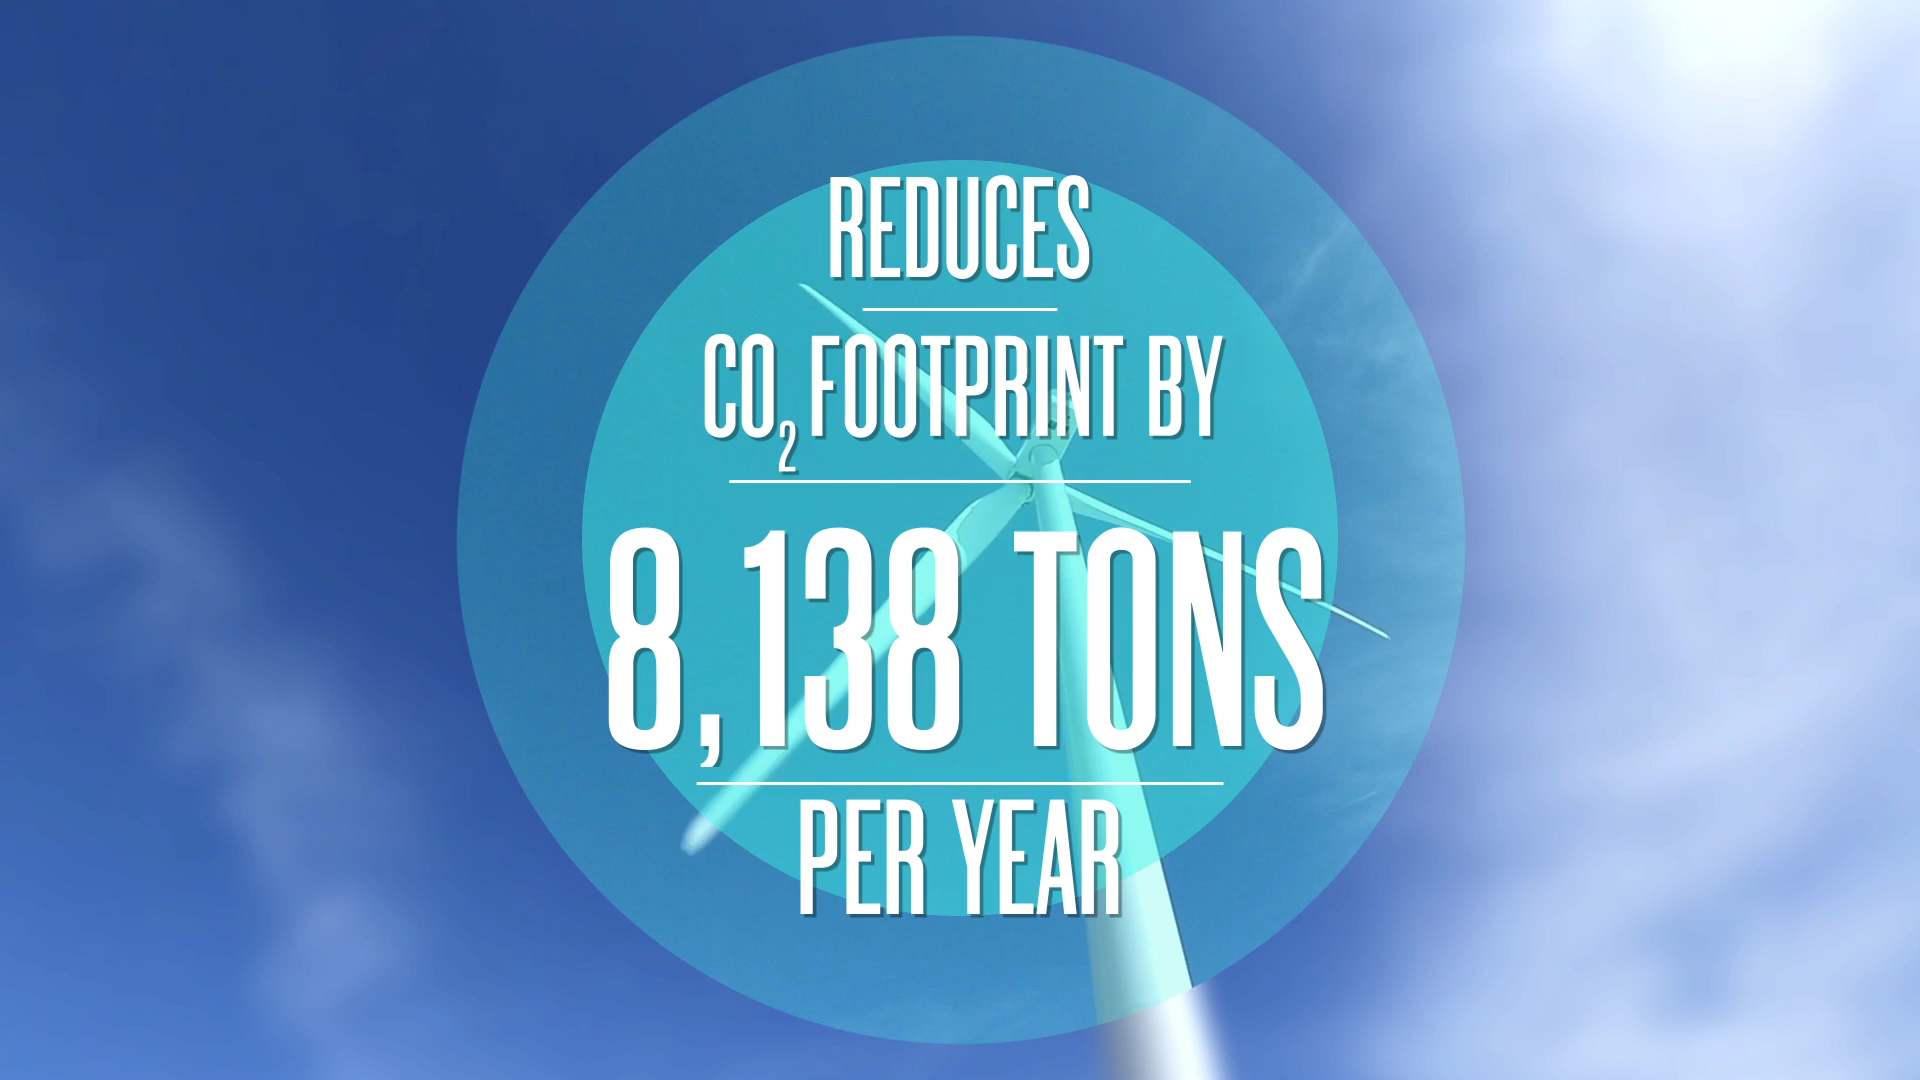 REDUCES
CO₂ FOOTPRINT BY
8,138 TONS
PER YEAR